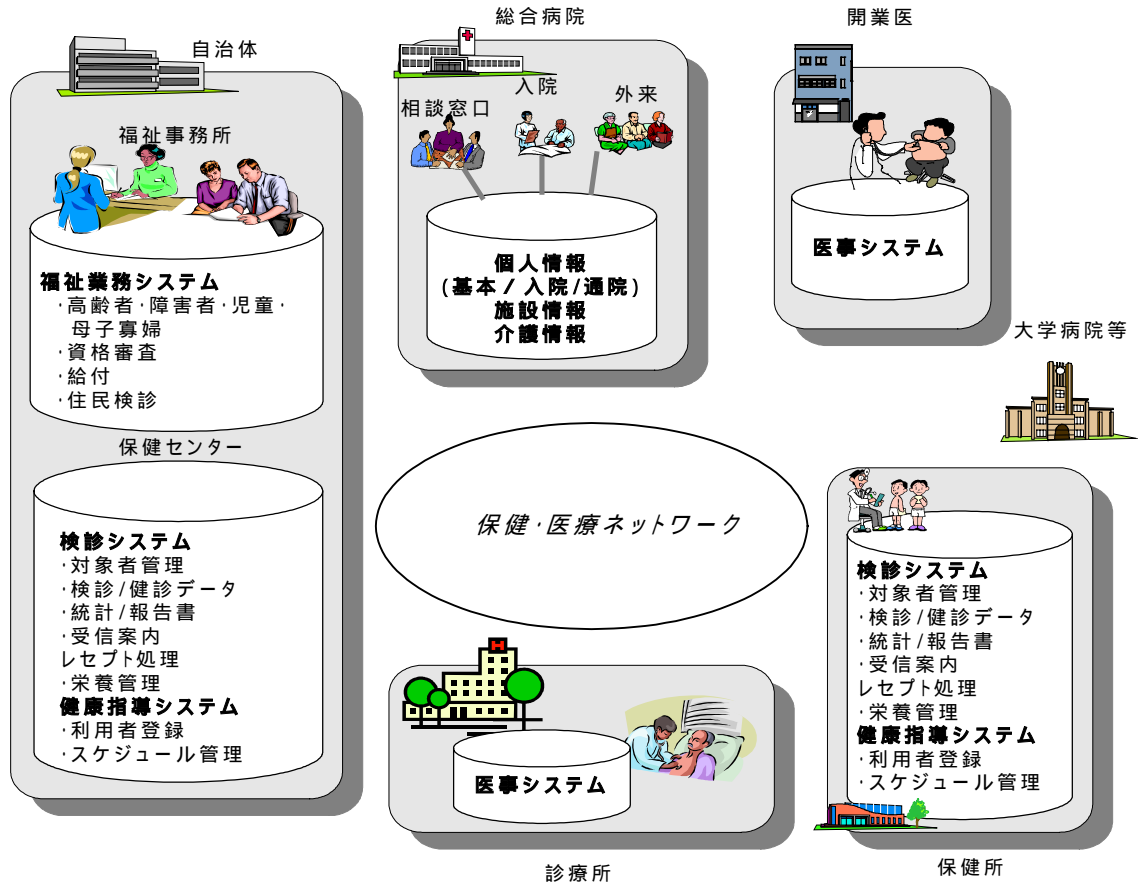 総合病院
開業医
自治体
入院
外来
相談窓口
福祉事務所
医事システム
個人情報
(基本/入院/通院)
施設情報
介護情報
福祉業務システム
・高齢者・障害者・児童・
母子寡婦
・資格審査
・給付
・住民検診
大学病院等
保健センター
保健・医療ネットワーク
検診システム
・対象者管理
・検診/健診データ
・統計/報告書
・受信案内
レセプト処理
・栄養管理
健康指導システム
・利用者登録
・スケジュール管理
検診システム
・対象者管理
・検診/健診データ
・統計/報告書
・受信案内
レセプト処理
・栄養管理
健康指導システム
・利用者登録
・スケジュール管理
H
医事システム
診療所
保健所